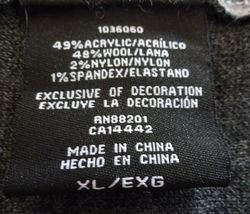 1036060
49%ACRYLIC/ACRÍLICO
48%WOOL/LANA
2%NYLON/NYLON
1%SPANDEX/ELASTANO
EXCLUSIVE OF DECORATION
EXCLUYE LA DECORACIÓN
RN88201
CA14442
MADE IN CHINA
HECHO EN CHINA
XL/EXG